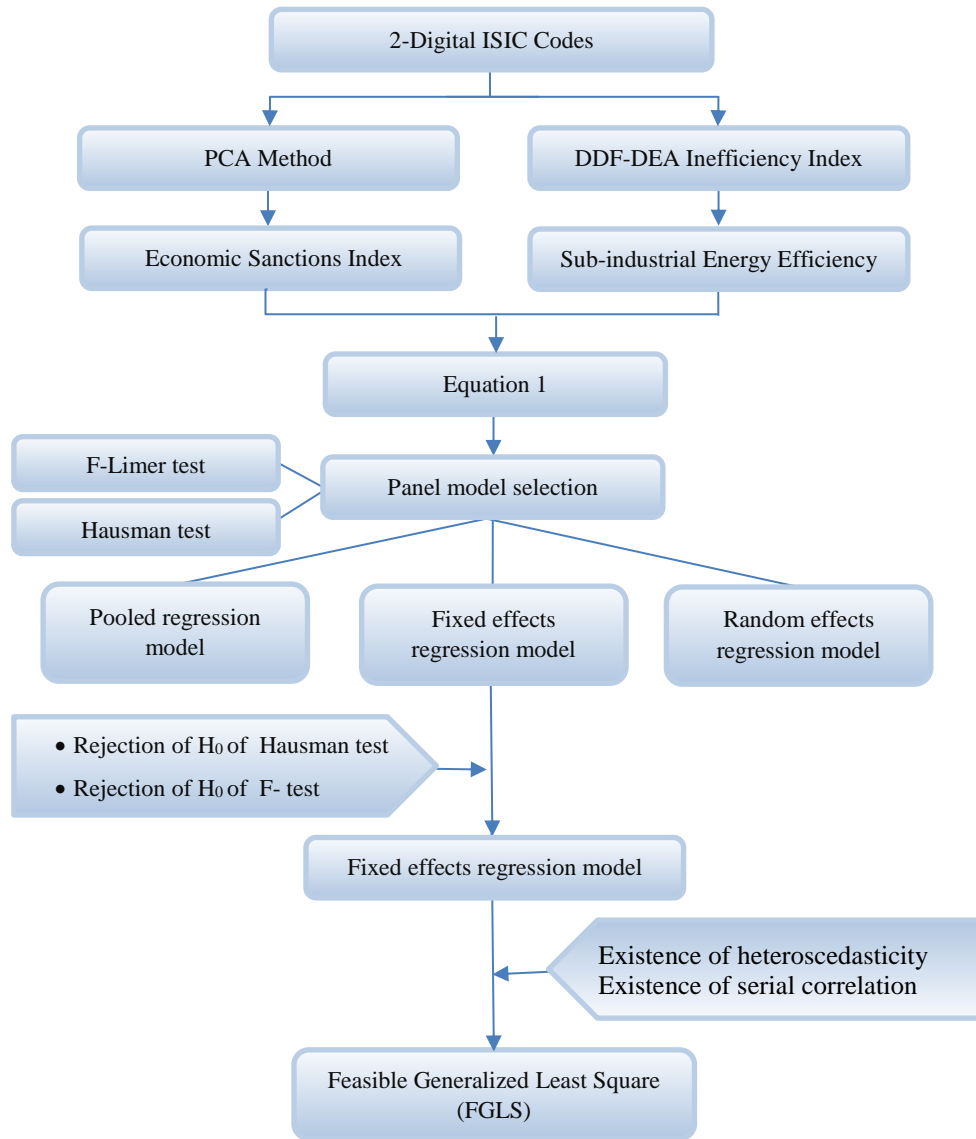 2-Digital ISIC Codes
PCA Method
DDF-DEA Inefficiency Index
Economic Sanctions Index
Sub-industrial Energy Efficiency
Equation 1
F-Limer test
Panel model selection
Hausman test
Pooled regression
model
Fixed effects
regression model
Random effects
regression model
• Rejection of H₀ of Hausman test
• Rejection of H₀ of F- test
Fixed effects regression model
Existence of heteroscedasticity
Existence of serial correlation
Feasible Generalized Least Square
(FGLS)